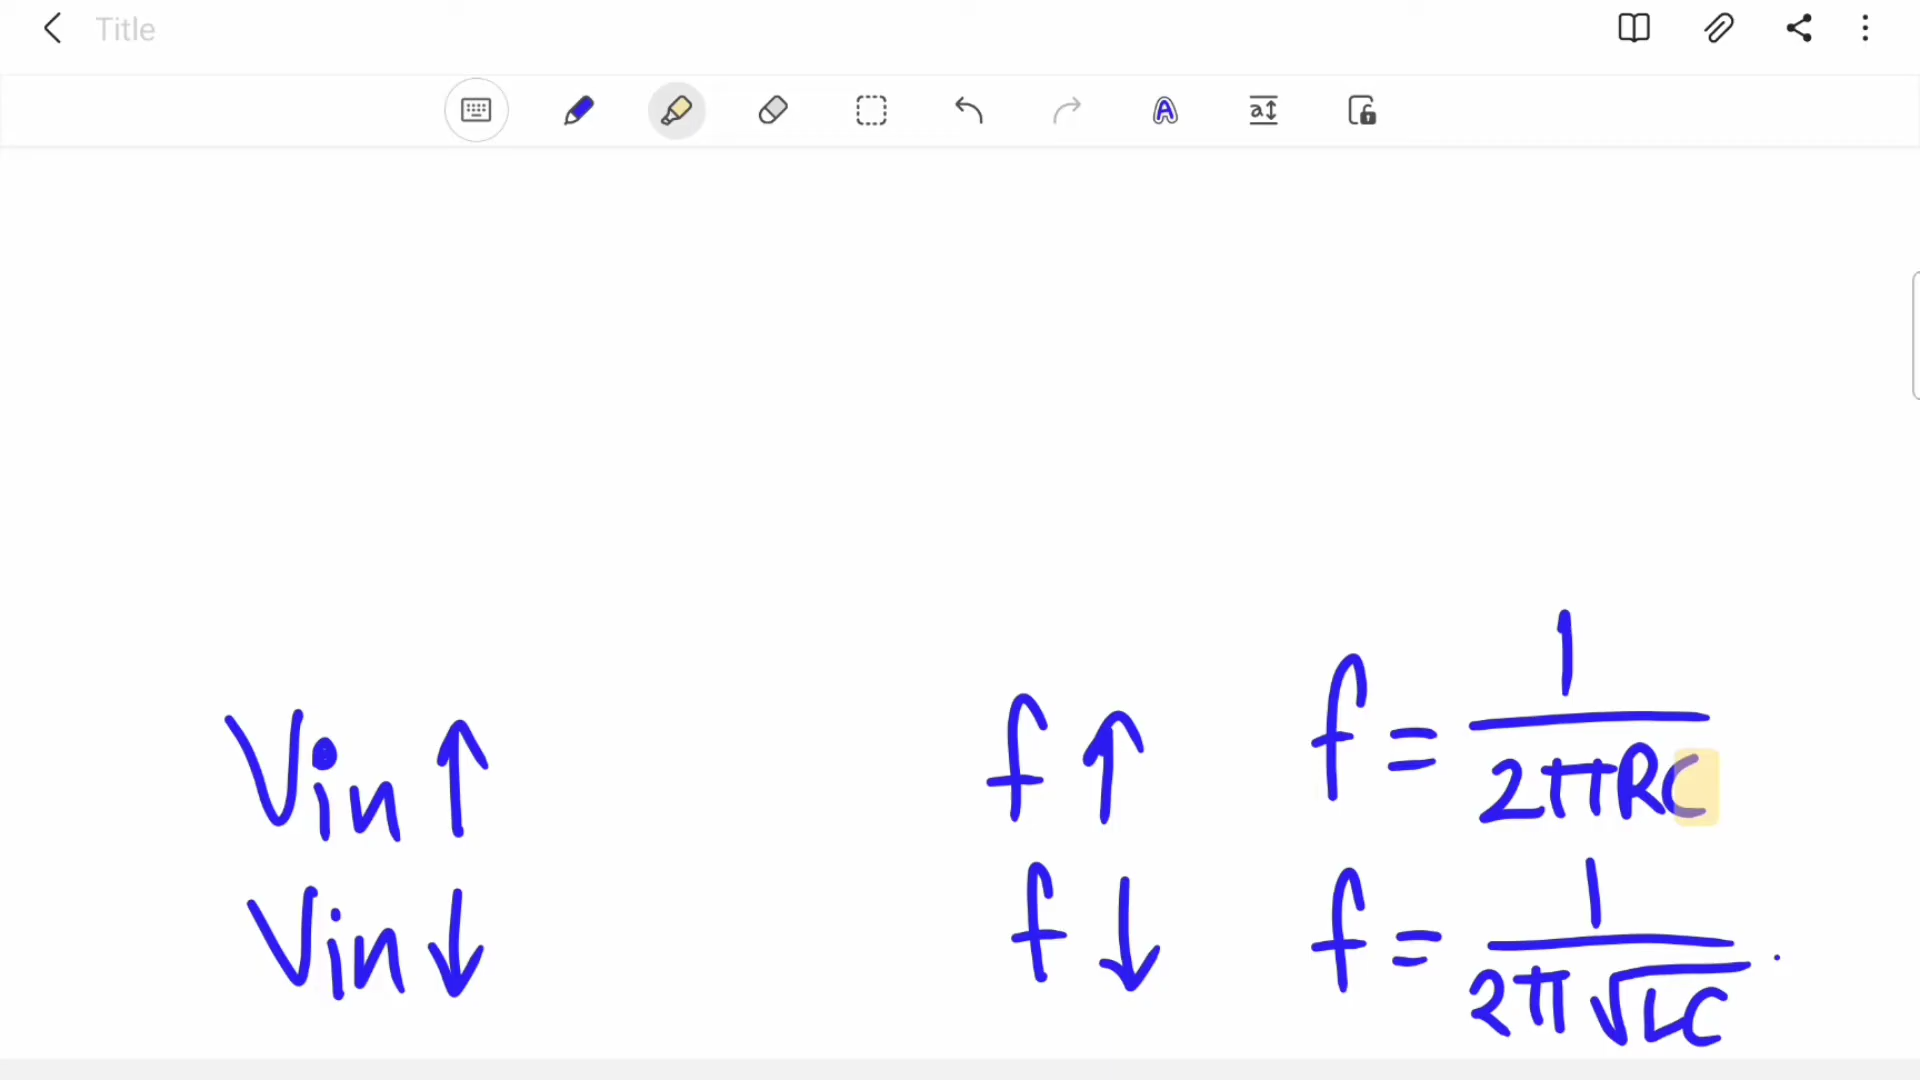 Title
Vin ↑ f ↑ f = 1 / 2πRC
Vin ↓ f ↓ f = 1 / 2π√LC .